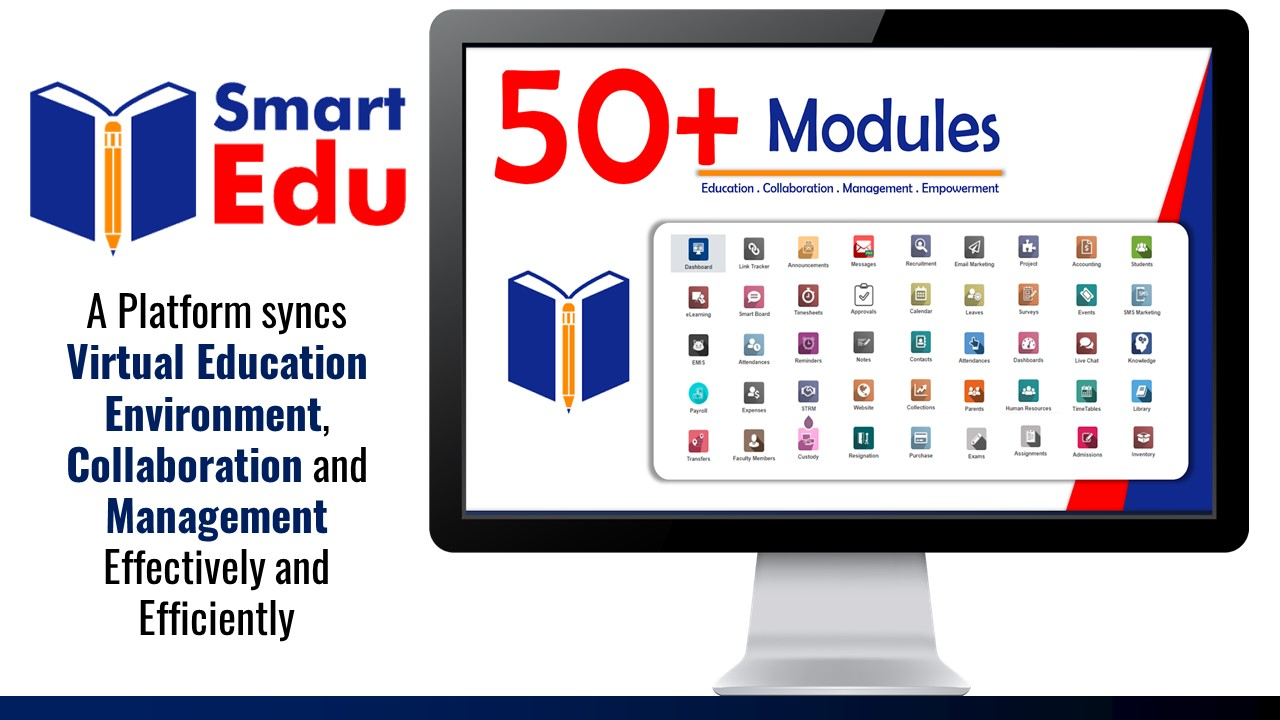 Smart
Edu
A Platform syncs
Virtual Education
Environment,
Collaboration and
Management
Effectively and
Efficiently
50+ Modules
Education . Collaboration . Management . Empowerment
Dashboard Link Tracker Announcements Messages Recruitment Email Marketing Project Accounting Students
eLearning Smart Board Timesheets Approvals Calendar Leaves Surveys Events SMS Marketing
EMIS Attendances Reminders Notes Contacts Attendances Dashboards Live Chat Knowledge
Payroll Expenses STRM Website Collections Parents Human Resources TimeTables Library
Transfers Faculty Members Custody Resignation Purchase Exams Assignments Admissions Inventory